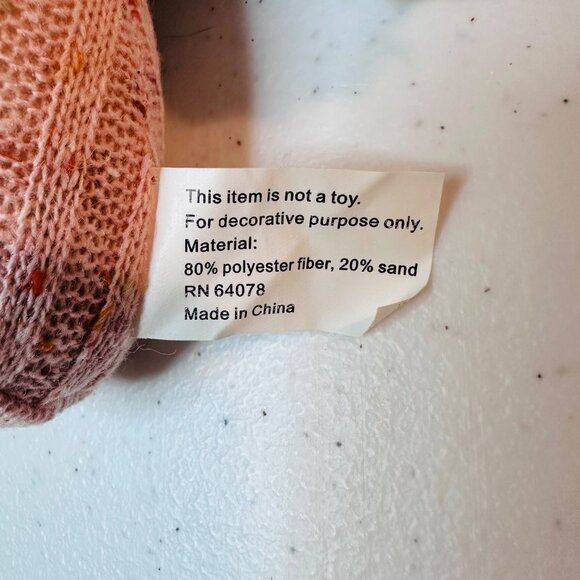 This item is not a toy.
For decorative purpose only.
Material:
80% polyester fiber, 20% sand
RN 64078
Made in China